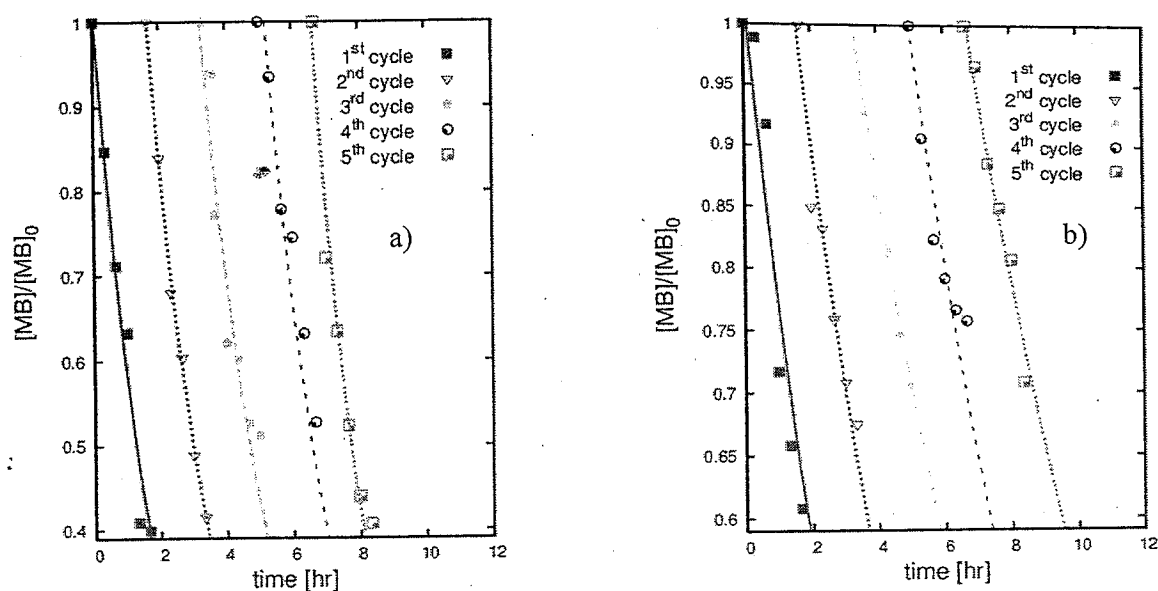 1
0.9
0.8
0.7
0.6
0.5
0.4
[MB]/[MB]0
0 2 4 6 8 10 12
time [hr]
1st cycle
2nd cycle
3rd cycle
4th cycle
5th cycle
a)
1
0.95
0.9
0.85
0.8
0.75
0.7
0.65
0.6
[MB]/[MB]0
0 2 4 6 8 10 12
time [hr]
1st cycle
2nd cycle
3rd cycle
4th cycle
5th cycle
b)